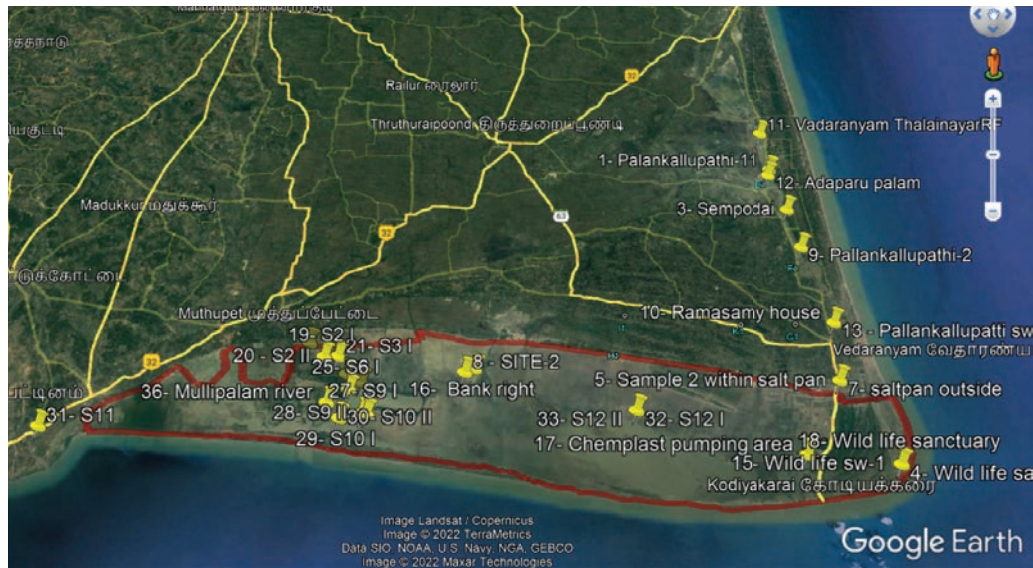 Railur ரைலூர்
32
Thruthuraipoondi திருத்துறைப்பூண்டி
11- Vadaranyam ThalainayarRF
1- Palankallupathi-11
12- Adaparu palam
Madukkur மதுக்கூர்
3- Sempodai
63
32
9- Pallankallupathi-2
Muthupet முத்துப்பேட்டை
10- Ramasamy house
19- S2 I
21- S3 I
13 - Pallankallupatti sw
Vedaranyam வேதாரண்ய
20 - S2 II
32
25- S6 I
8 - SITE-2
5- Sample 2 within salt pan
7- saltpan outside
36- Mullipalam river
27- S9 I
16- Bank right
31- S11
28- S9 II
30- S10 II
33- S12 II
32- S12 I
29- S10 I
17- Chemplast pumping area
18- Wild life sanctuary
15- Wild life sw-1
4- Wild life sa
Kodiyakarai கோடியக்கரை
Image Landsat / Copernicus
Image © 2022 TerraMetrics
Data SIO, NOAA, U.S. Navy, NGA, GEBCO
Image © 2022 Maxar Technologies
Google Earth